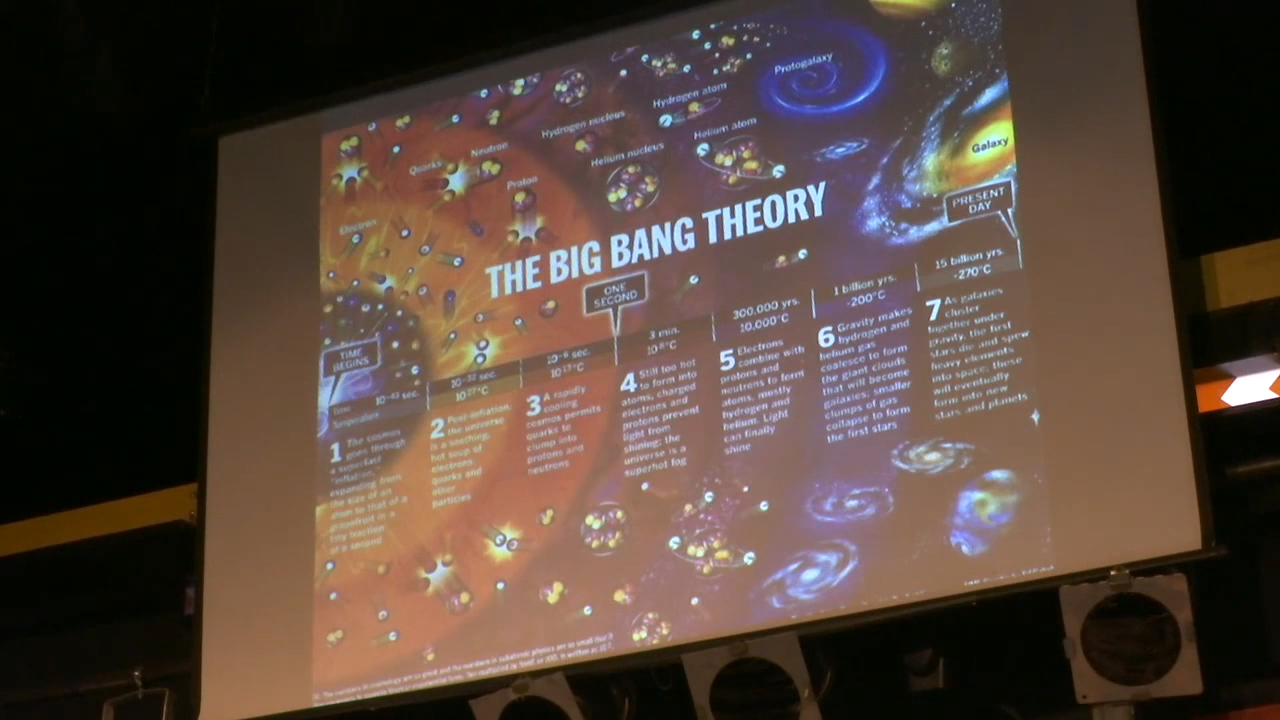 Protogalaxy
Hydrogen atom
Hydrogen nucleus
Helium atom
Galaxy
Neutron
Quarks
Helium nucleus
Proton
Electron
THE BIG BANG THEORY
PRESENT
DAY
ONE
SECOND
TIME
BEGINS
Time
Temperature
10⁻⁴³ sec.
10⁻³² sec.
10²⁷°C
10⁻⁶ sec.
10¹³°C
3 min.
10⁸°C
300,000 yrs.
10,000°C
1 billion yrs.
-200°C
15 billion yrs.
-270°C
1 The cosmos
goes through
a superfast
"inflation,"
expanding from
the size of an
atom to that of a
grapefruit in a
tiny fraction
of a second
2 Post-inflation,
the universe
is a seething,
hot soup of
electrons,
quarks and
other
particles
3 A rapidly
cooling
cosmos permits
quarks to
clump into
protons and
neutrons
4 Still too hot
to form into
atoms, charged
electrons and
protons prevent
light from
shining; the
universe is a
superhot fog
5 Electrons
combine with
protons and
neutrons to form
atoms, mostly
hydrogen and
helium. Light
can finally
shine
6 Gravity makes
hydrogen and
helium gas
coalesce to form
the giant clouds
that will become
galaxies; smaller
clumps of gas
collapse to form
the first stars
7 As galaxies
cluster
together under
gravity, the first
stars die and spew
heavy elements
into space; these
will eventually
form into new
stars and planets